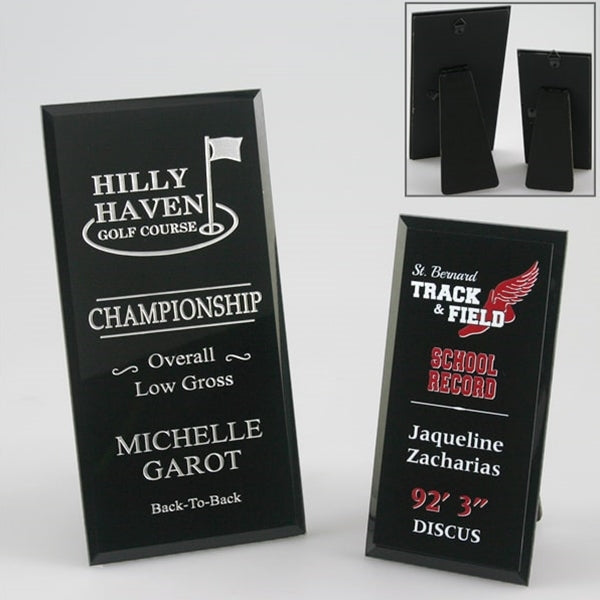 HILLY
HAVEN
GOLF COURSE
CHAMPIONSHIP
Overall
Low Gross
MICHELLE
GAROT
Back-To-Back
St. Bernard
TRACK
& FIELD
SCHOOL
RECORD
Jaqueline
Zacharias
92' 3"
DISCUS